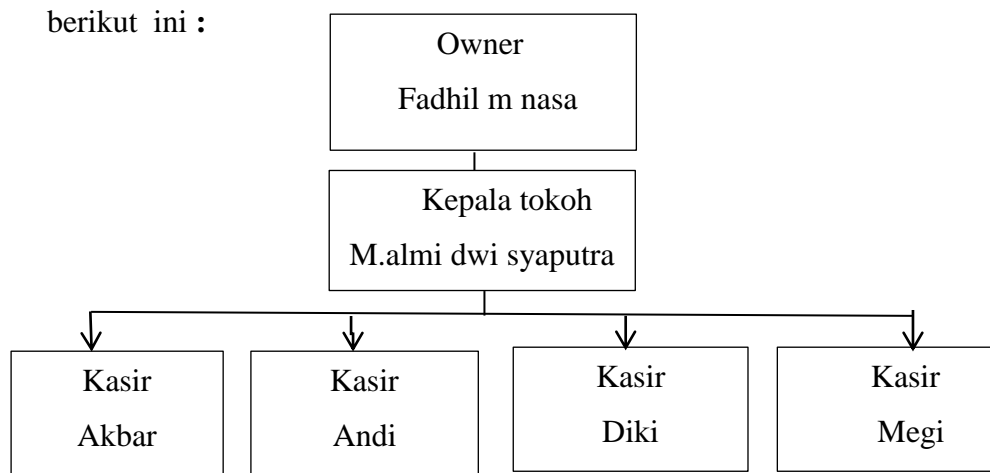 berikut ini :
Owner
Fadhil m nasa
Kepala tokoh
M.almi dwi syaputra
Kasir
Akbar
Kasir
Andi
Kasir
Diki
Kasir
Megi